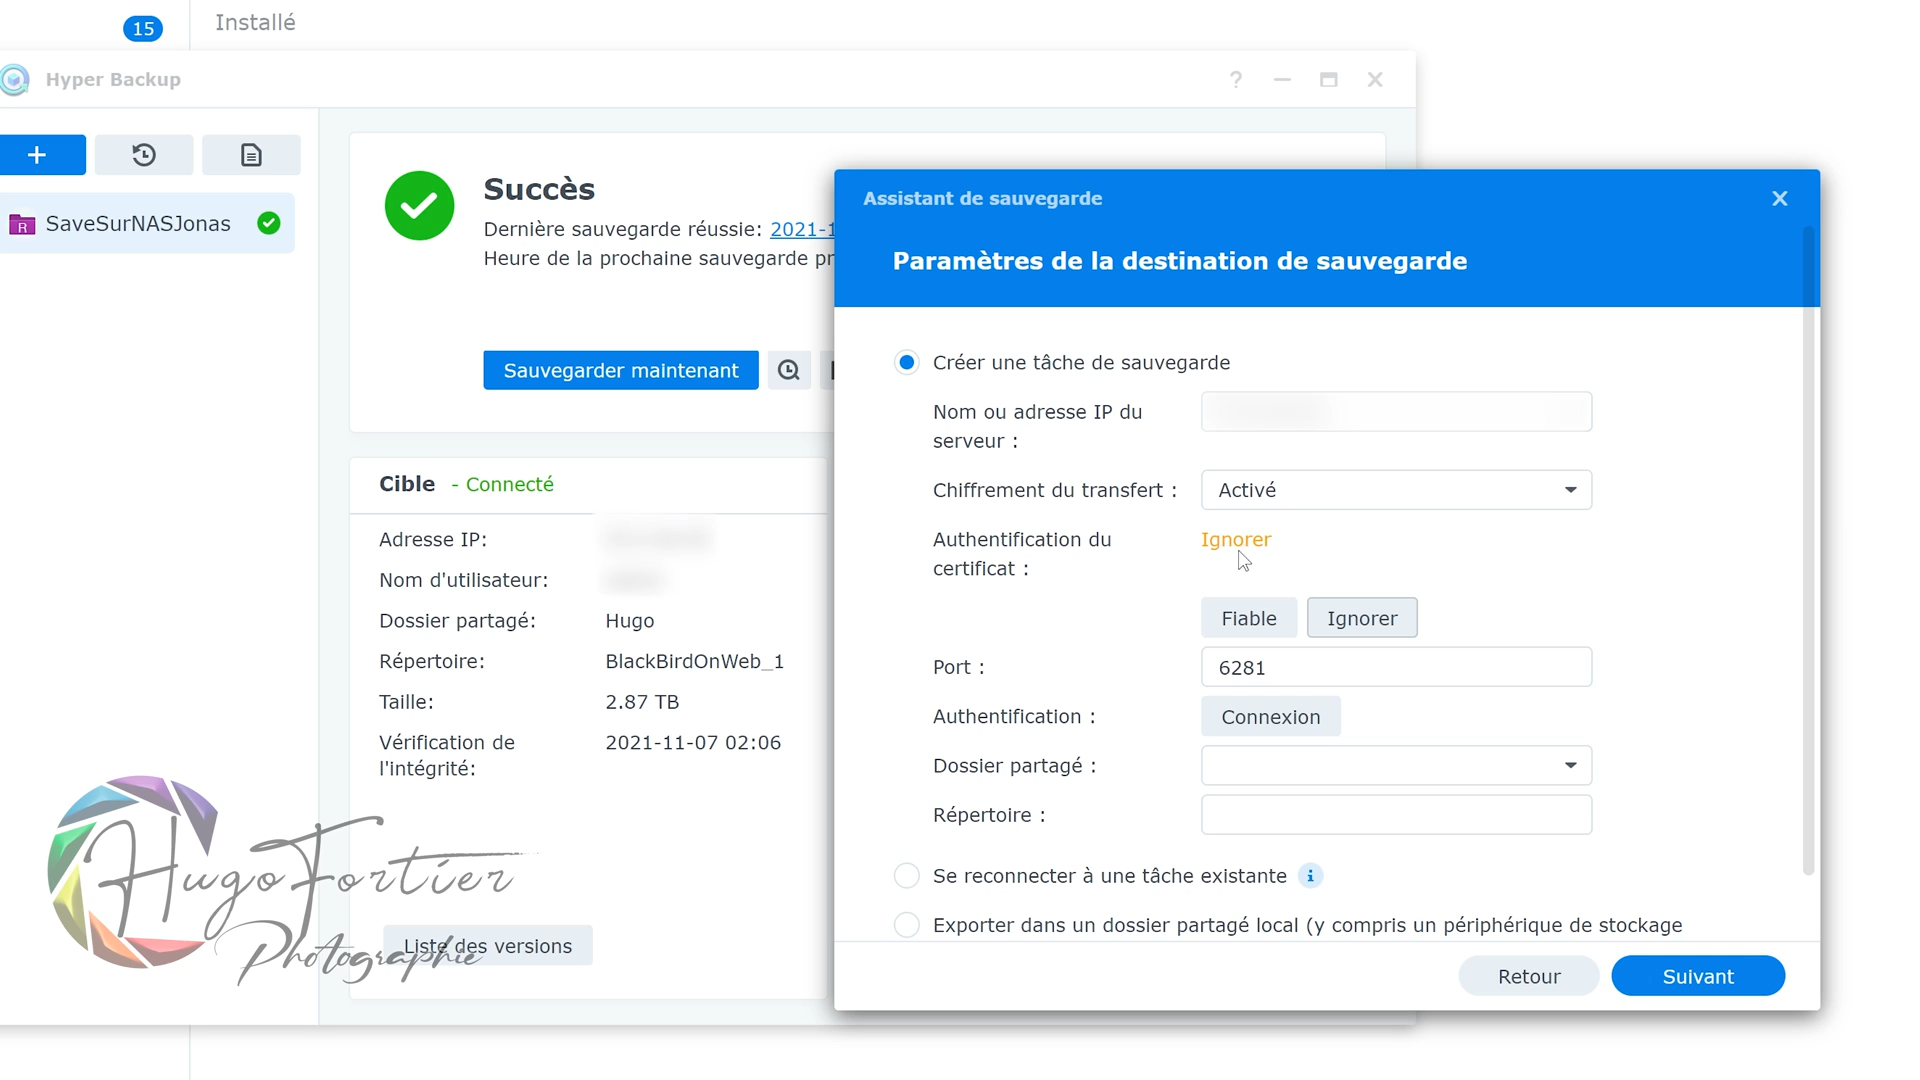 15
Installé
Hyper Backup
?
+
R
SaveSurNASJonas
Succès
Dernière sauvegarde réussie: 2021-1
Heure de la prochaine sauvegarde pr
Sauvegarder maintenant
Cible - Connecté
Adresse IP:
Nom d'utilisateur:
Dossier partagé: Hugo
Répertoire: BlackBirdOnWeb_1
Taille: 2.87 TB
Vérification de 2021-11-07 02:06
l'intégrité:
Liste des versions
Hugo Fortier
Photographie
Assistant de sauvegarde
Paramètres de la destination de sauvegarde
Créer une tâche de sauvegarde
Nom ou adresse IP du
serveur :
Chiffrement du transfert : Activé
Authentification du Ignorer
certificat :
Fiable Ignorer
Port : 6281
Authentification : Connexion
Dossier partagé :
Répertoire :
Se reconnecter à une tâche existante i
Exporter dans un dossier partagé local (y compris un périphérique de stockage
Retour Suivant